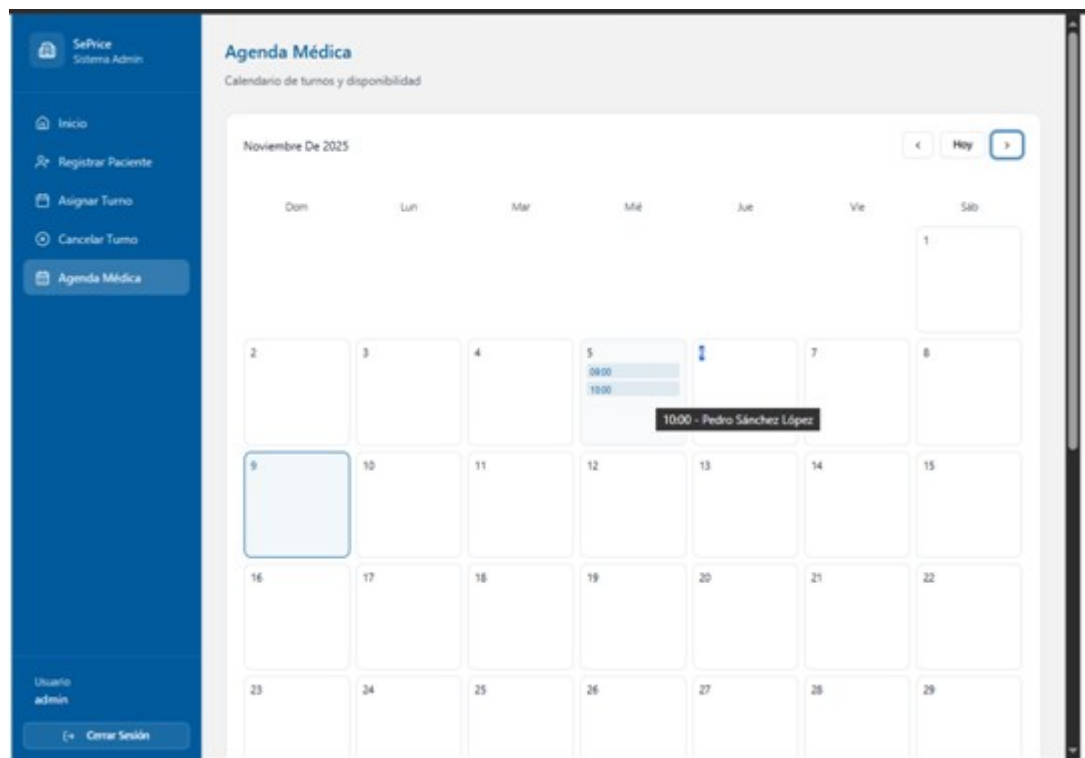 SePrice
Sistema Admin
Inicio
Registrar Paciente
Asignar Turno
Cancelar Turno
Agenda Médica
Usuario
admin
Cerrar Sesión
Agenda Médica
Calendario de turnos y disponibilidad
Noviembre De 2025
Hoy
Dom Lun Mar Mié Jue Vie Sáb
1
2 3 4 5 6 7 8
09:00
10:00
10:00 - Pedro Sánchez López
9 10 11 12 13 14 15
16 17 18 19 20 21 22
23 24 25 26 27 28 29